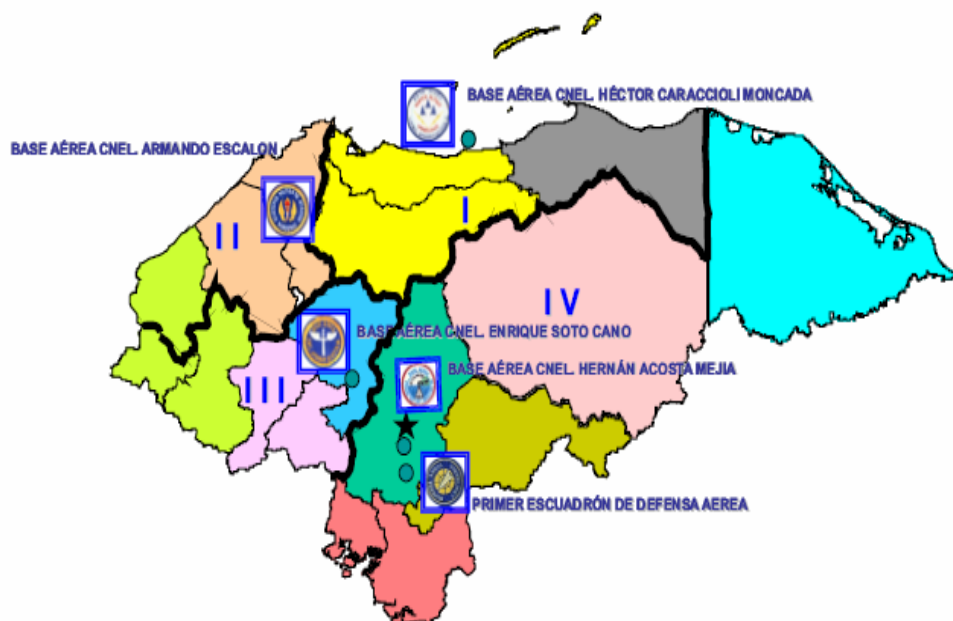 BASE AÉREA CNEL. HÉCTOR CARACCIOLI MONCADA
BASE AÉREA CNEL. ARMANDO ESCALON
I
II
IV
BASE AÉREA CNEL. ENRIQUE SOTO CANO
BASE AÉREA CNEL. HERNÁN ACOSTA MEJIA
III
PRIMER ESCUADRÓN DE DEFENSA AEREA